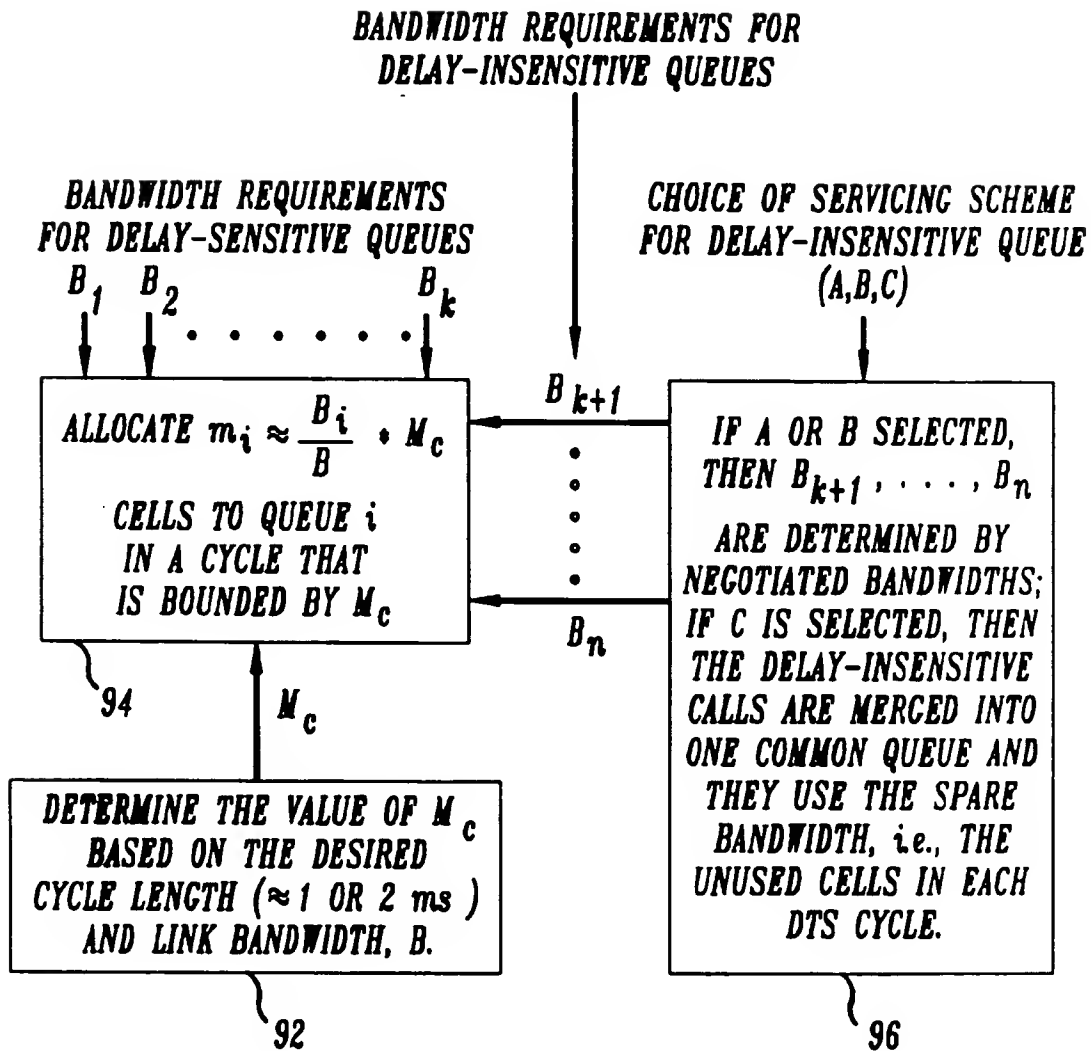 BANDWIDTH REQUIREMENTS FOR
DELAY-INSENSITIVE QUEUES
BANDWIDTH REQUIREMENTS
FOR DELAY-SENSITIVE QUEUES
B1 B2 . . . . . . Bk
CHOICE OF SERVICING SCHEME
FOR DELAY-INSENSITIVE QUEUE
(A,B,C)
ALLOCATE mi ≈ Bi/B * Mc
CELLS TO QUEUE i
IN A CYCLE THAT
IS BOUNDED BY Mc
94
Bk+1
Bn
Mc
DETERMINE THE VALUE OF Mc
BASED ON THE DESIRED
CYCLE LENGTH (≈ 1 OR 2 ms )
AND LINK BANDWIDTH, B.
92
IF A OR B SELECTED,
THEN Bk+1 , . . . . , Bn
ARE DETERMINED BY
NEGOTIATED BANDWIDTHS;
IF C IS SELECTED, THEN
THE DELAY-INSENSITIVE
CALLS ARE MERGED INTO
ONE COMMON QUEUE AND
THEY USE THE SPARE
BANDWIDTH, i.e., THE
UNUSED CELLS IN EACH
DTS CYCLE.
96